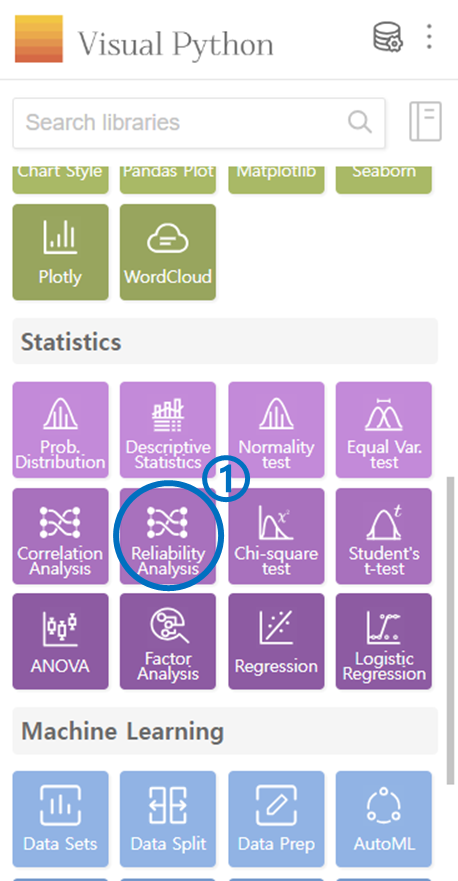 Visual Python
Search libraries
Chart Style Pandas Plot Matplotlib Seaborn
Plotly WordCloud
Statistics
Prob. Descriptive Normality Equal Var.
Distribution Statistics test test
1
Correlation Reliability Chi-square Student's
Analysis Analysis test t-test
ANOVA Factor Regression Logistic
Analysis Regression
Machine Learning
Data Sets Data Split Data Prep AutoML